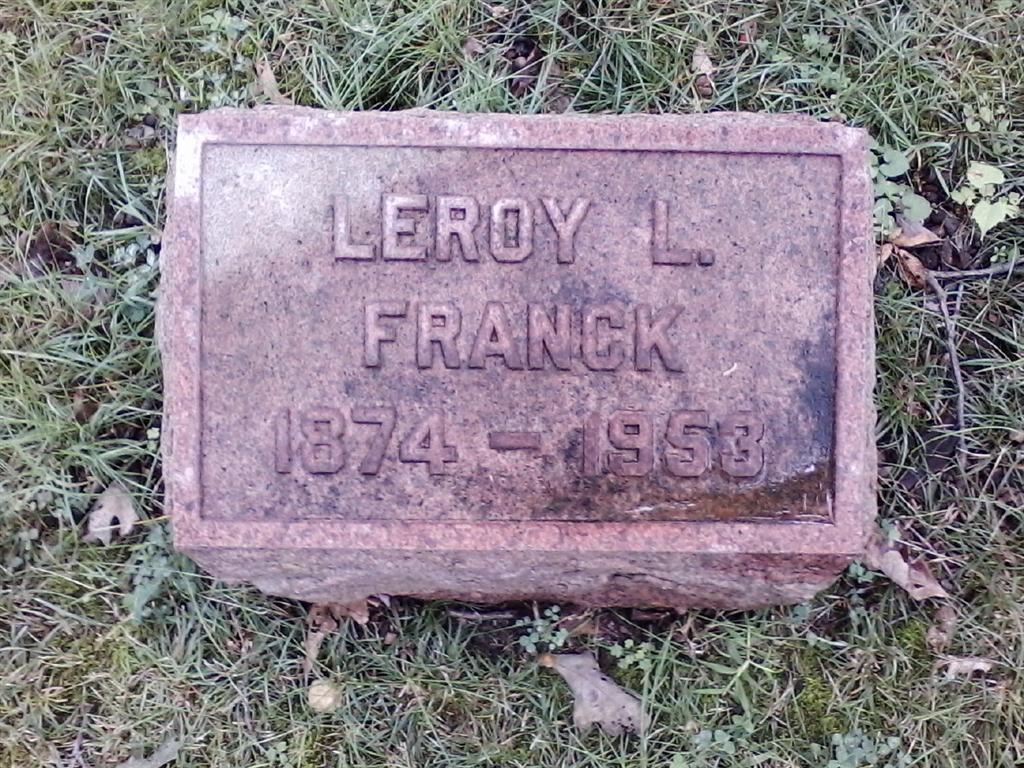 LEROY L.
FRANCK
1874 - 1953